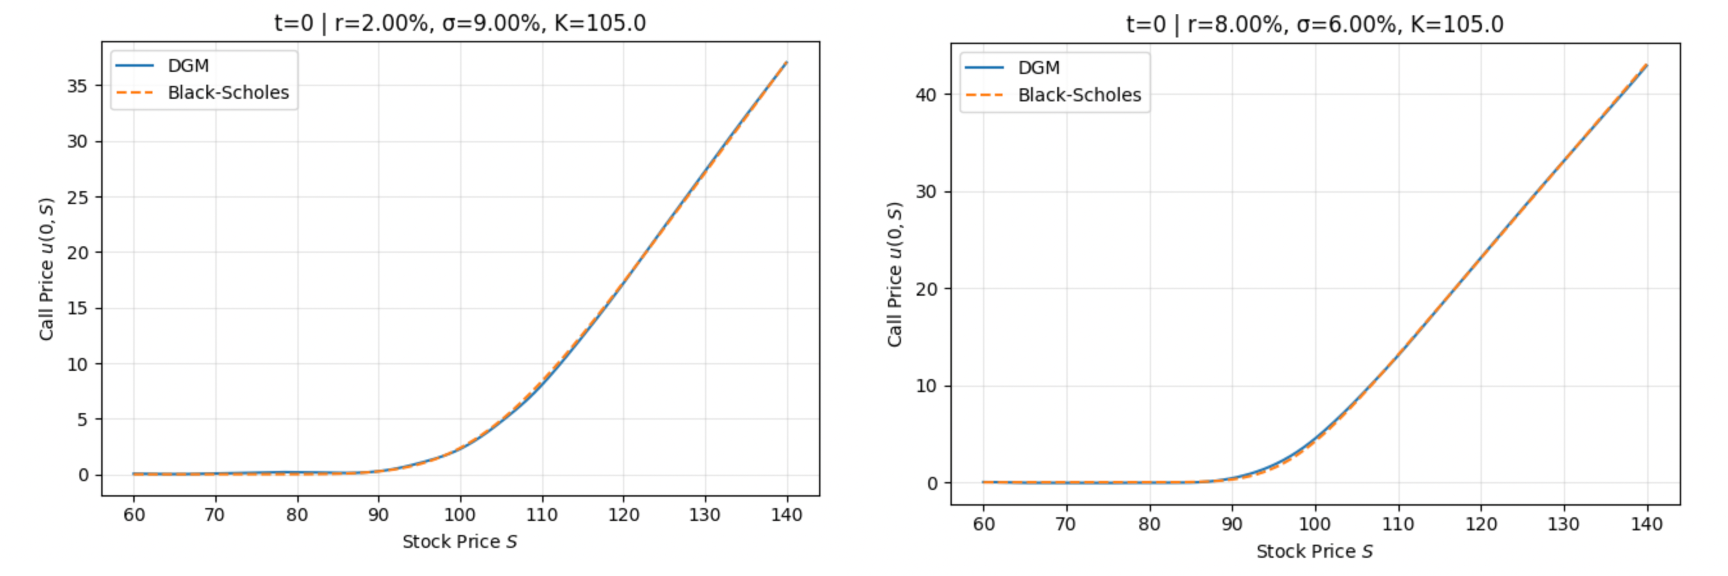 t=0 | r=2.00%, σ=9.00%, K=105.0
DGM
Black-Scholes
Call Price u(0, S)
35
30
25
20
15
10
5
0
60 70 80 90 100 110 120 130 140
Stock Price S
t=0 | r=8.00%, σ=6.00%, K=105.0
DGM
Black-Scholes
Call Price u(0, S)
40
30
20
10
0
60 70 80 90 100 110 120 130 140
Stock Price S